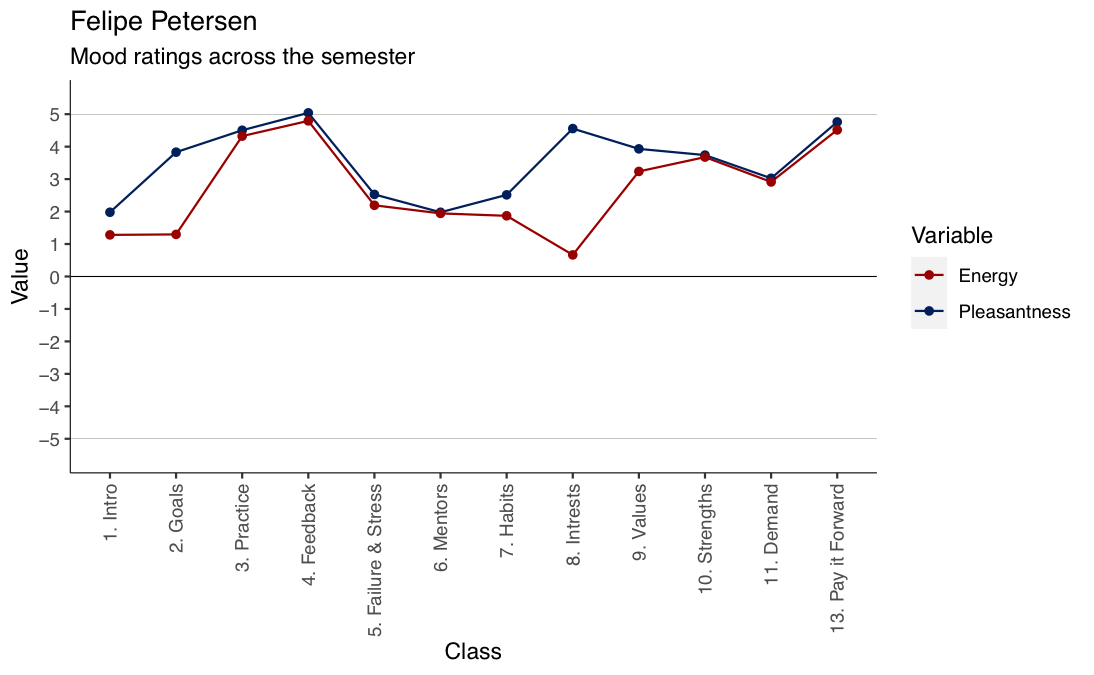 Felipe Petersen
Mood ratings across the semester
Value
5
4
3
2
1
0
−1
−2
−3
−4
−5
1. Intro
2. Goals
3. Practice
4. Feedback
5. Failure & Stress
6. Mentors
7. Habits
8. Intrests
9. Values
10. Strengths
11. Demand
13. Pay it Forward
Class
Variable
Energy
Pleasantness